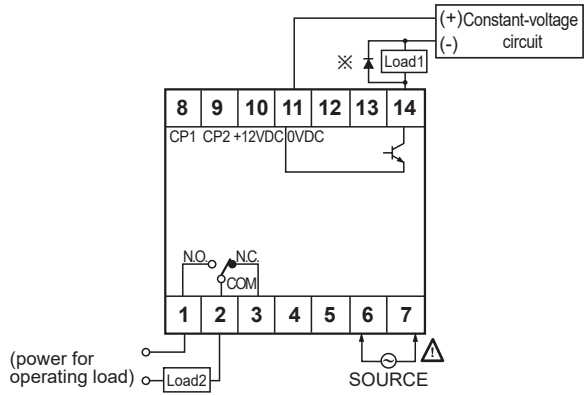 (+)Constant-voltage
(-) circuit
※ Load1
8 9 10 11 12 13 14
CP1 CP2 +12VDC 0VDC
N.O. N.C.
COM
1 2 3 4 5 6 7
(power for
operating load) Load2
SOURCE